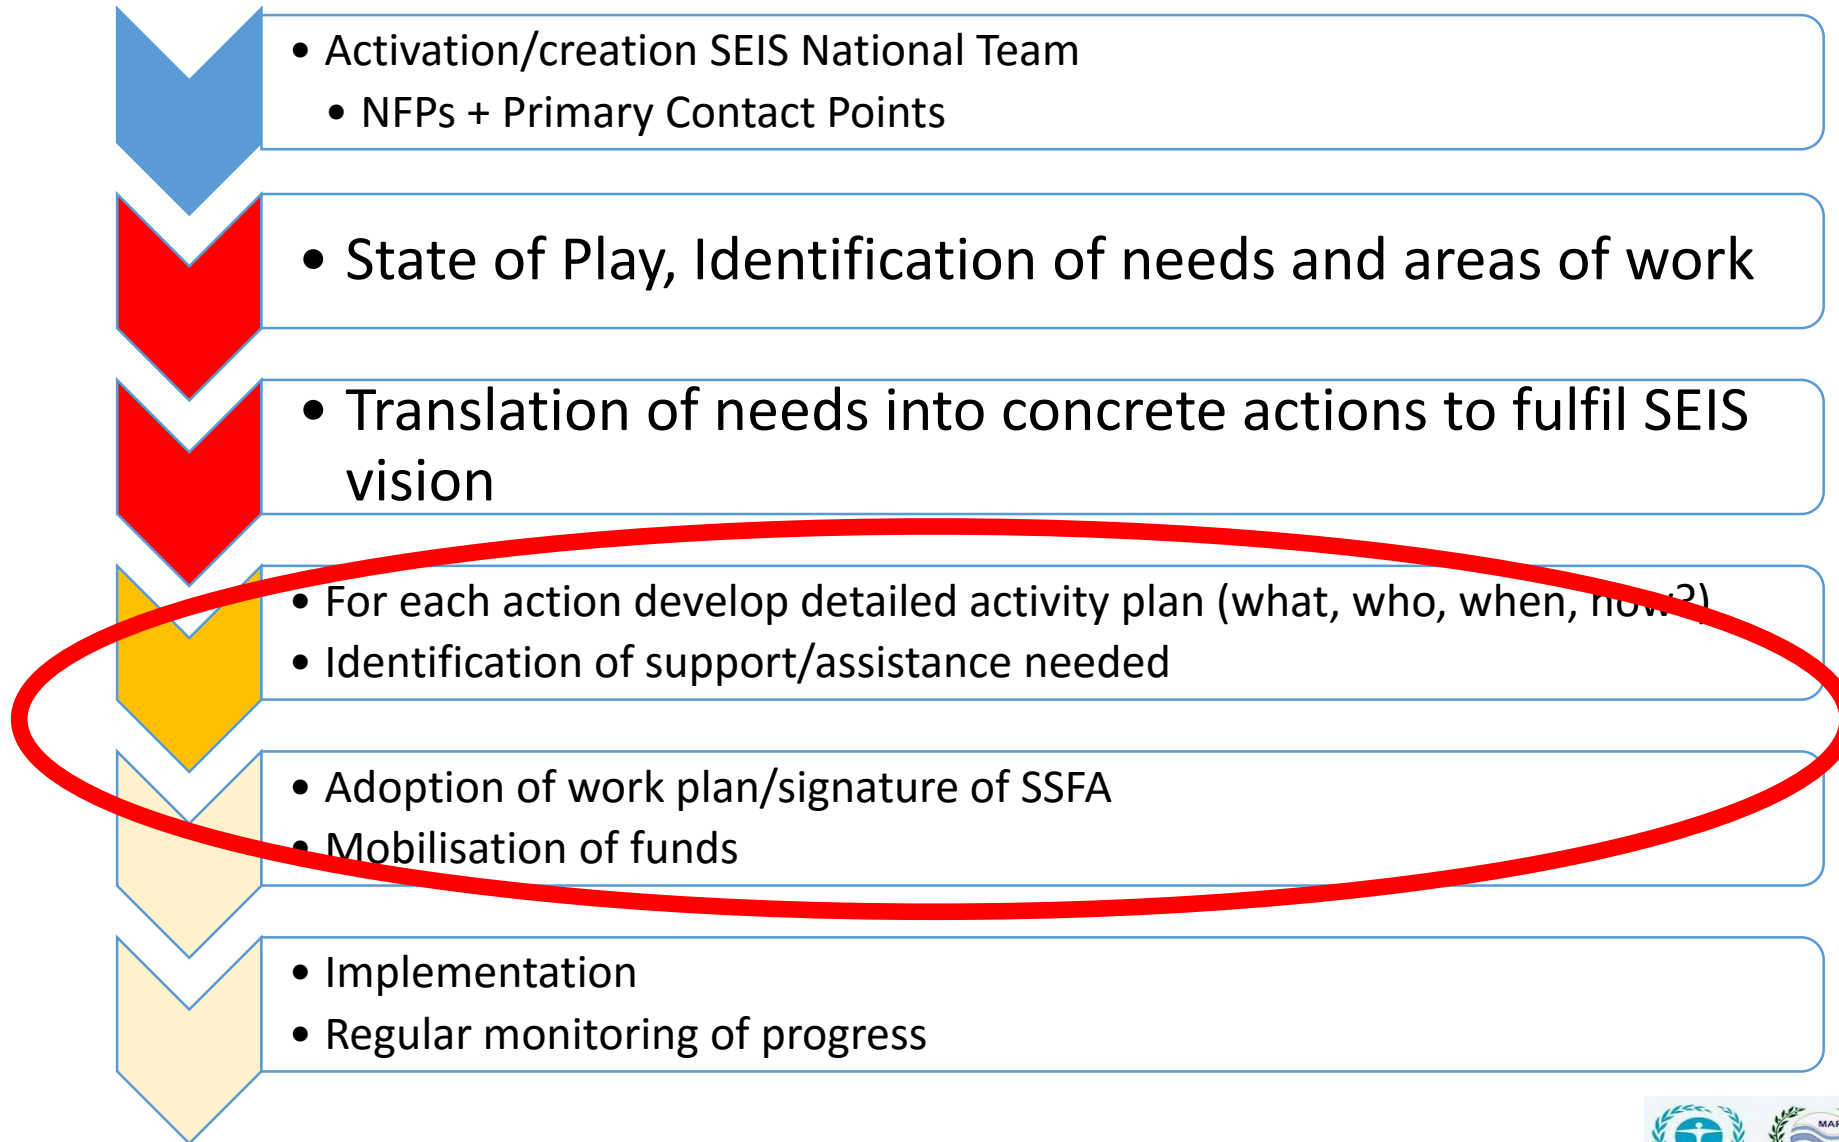 • Activation/creation SEIS National Team
• NFPs + Primary Contact Points
• State of Play, Identification of needs and areas of work
• Translation of needs into concrete actions to fulfil SEIS
vision
• For each action develop detailed activity plan (what, who, when, how?)
• Identification of support/assistance needed
• Adoption of work plan/signature of SSFA
• Mobilisation of funds
• Implementation
• Regular monitoring of progress